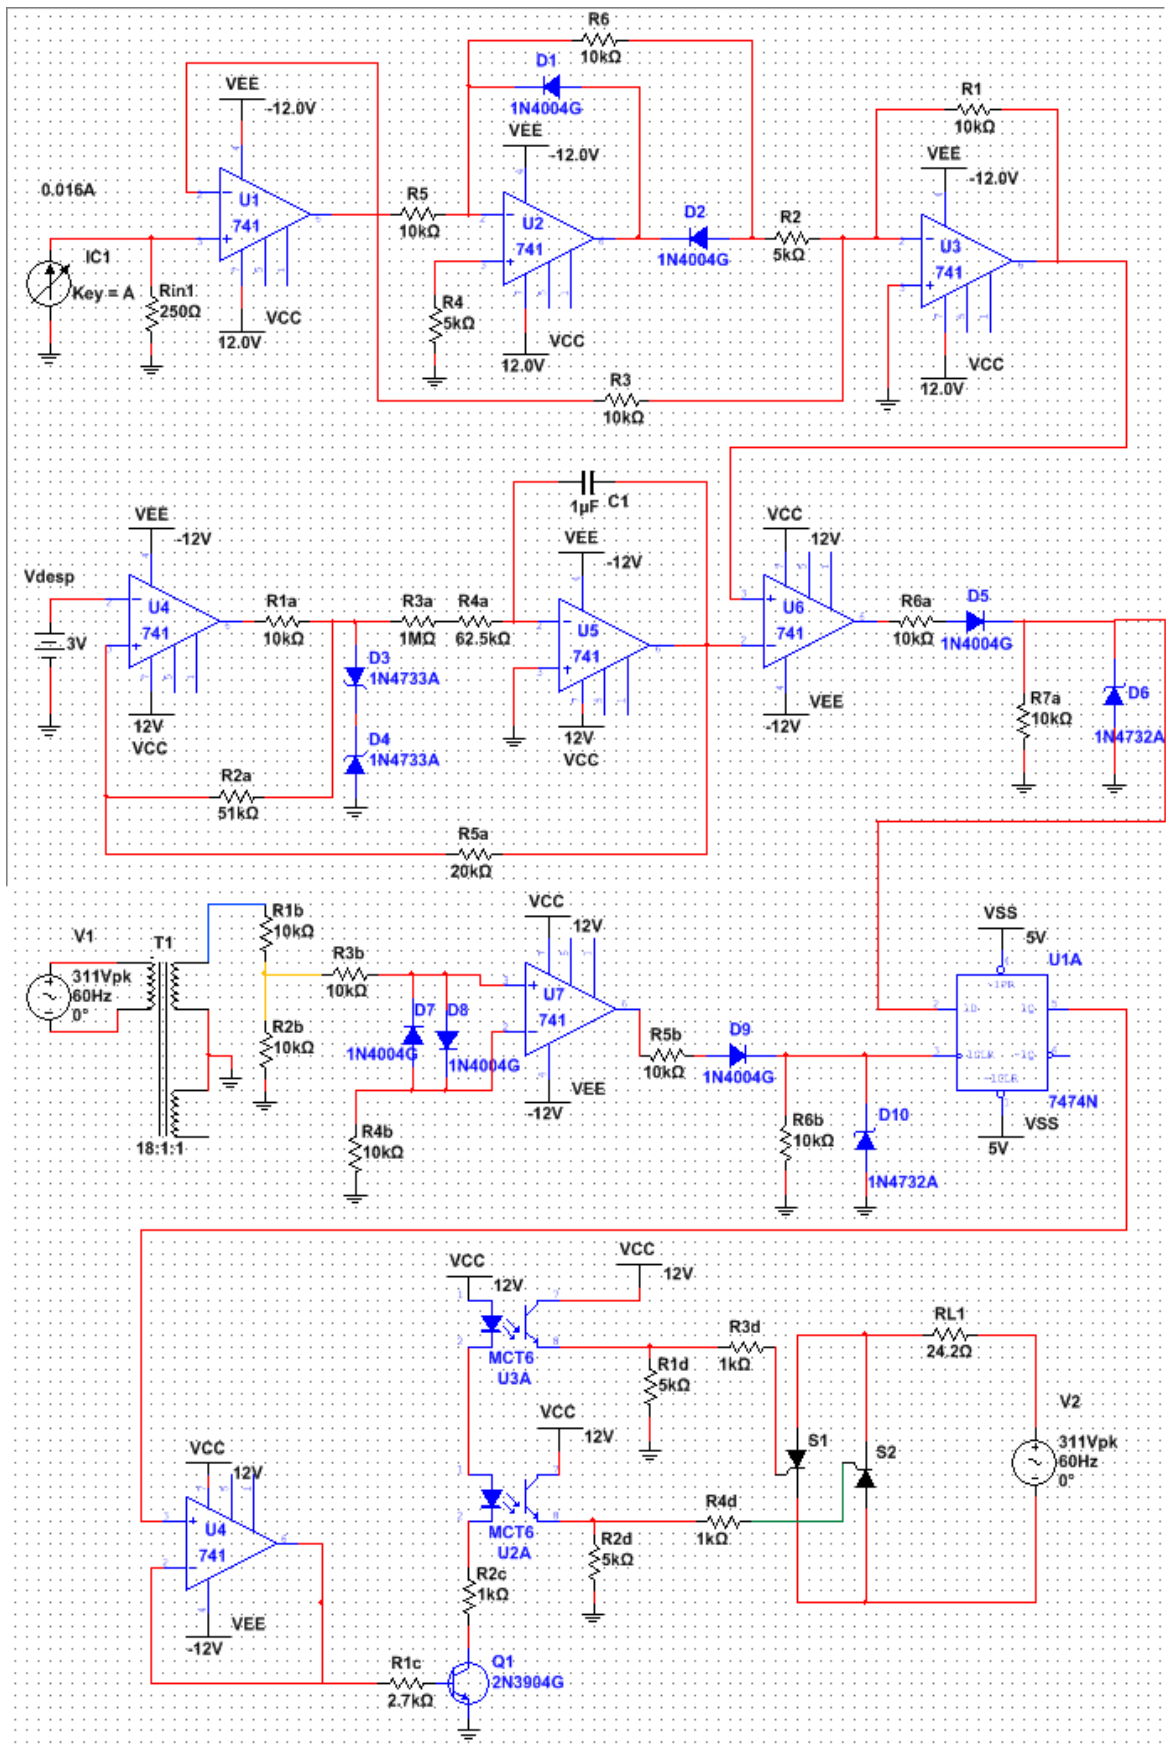 R6
10kΩ
D1
1N4004G
VEE
-12.0V
R1
10kΩ
VEE
-12.0V
VEE
-12.0V
0.016A
U1
741
R5
10kΩ
U2
741
D2
1N4004G
R2
5kΩ
U3
741
IC1
Key = A
Rin1
250Ω
R4
5kΩ
VCC
12.0V
VCC
12.0V
VCC
12.0V
R3
10kΩ
1µF C1
VEE
-12V
VEE
-12V
VCC
12V
Vdesp
3V
U4
741
R1a
10kΩ
R3a
1MΩ
R4a
62.5kΩ
U5
741
U6
741
R6a
10kΩ
D5
1N4004G
D3
1N4733A
D4
1N4733A
12V
VCC
12V
VCC
VEE
-12V
R7a
10kΩ
D6
1N4732A
R2a
51kΩ
R5a
20kΩ
V1
311Vpk
60Hz
0°
T1
18:1:1
R1b
10kΩ
R2b
10kΩ
R3b
10kΩ
D7
1N4004G
D8
1N4004G
R4b
10kΩ
VCC
12V
U7
741
VEE
-12V
R5b
10kΩ
D9
1N4004G
R6b
10kΩ
D10
1N4732A
VSS
5V
U1A
1D
1Q
~1Q
7474N
VSS
5V
VCC
12V
VCC
12V
MCT6
U3A
R3d
1kΩ
R1d
5kΩ
RL1
24.2Ω
V2
311Vpk
60Hz
0°
S1
S2
VCC
12V
MCT6
U2A
R4d
1kΩ
R2d
5kΩ
VCC
12V
U4
741
VEE
-12V
R2c
1kΩ
R1c
2.7kΩ
Q1
2N3904G